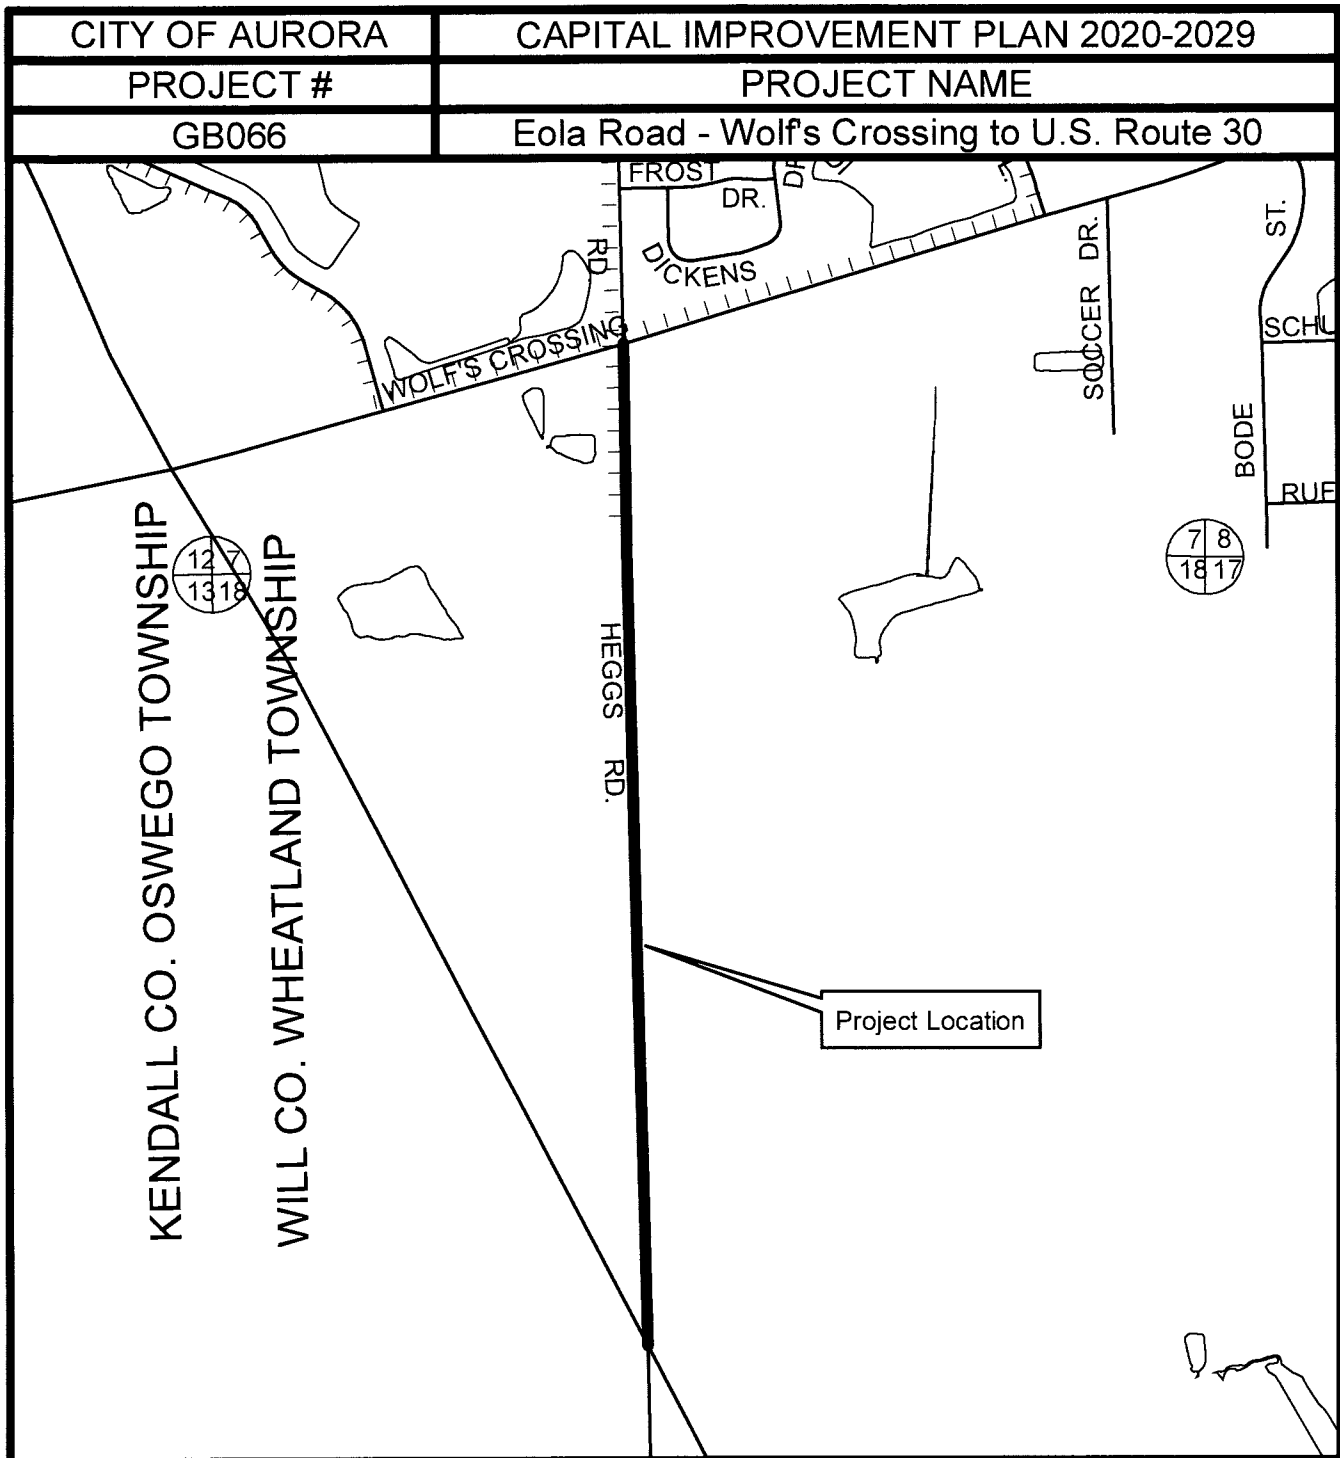 CITY OF AURORA
CAPITAL IMPROVEMENT PLAN 2020-2029
PROJECT #
PROJECT NAME
GB066
Eola Road - Wolf's Crossing to U.S. Route 30
FROST
DR.
DR
DICKENS
RD
WOLF'S CROSSING
SOCCER DR.
ST.
BODE
SCHU
RUF
12 7
13 18
7 8
18 17
KENDALL CO. OSWEGO TOWNSHIP
WILL CO. WHEATLAND TOWNSHIP
HEGGS RD.
Project Location